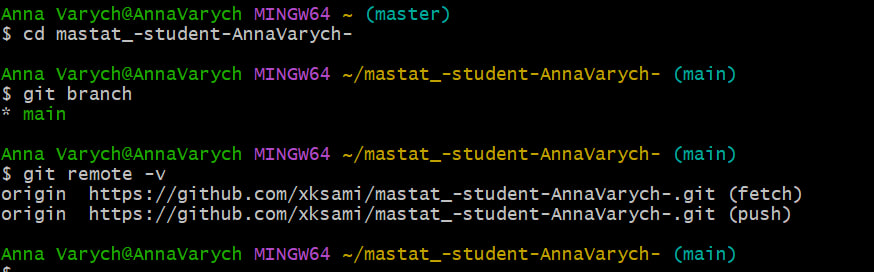 Anna Varych@AnnaVarych MINGW64 ~ (master)
$ cd mastat_-student-AnnaVarych-
Anna Varych@AnnaVarych MINGW64 ~/mastat_-student-AnnaVarych- (main)
$ git branch
* main
Anna Varych@AnnaVarych MINGW64 ~/mastat_-student-AnnaVarych- (main)
$ git remote -v
origin  https://github.com/xksami/mastat_-student-AnnaVarych-.git (fetch)
origin  https://github.com/xksami/mastat_-student-AnnaVarych-.git (push)
Anna Varych@AnnaVarych MINGW64 ~/mastat_-student-AnnaVarych- (main)
$